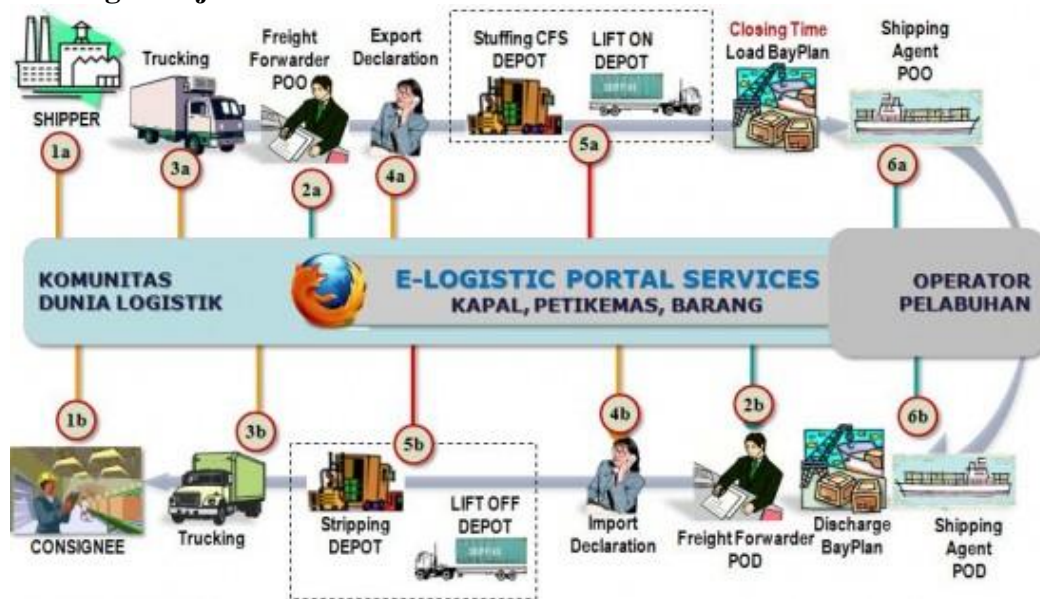 SHIPPER
Trucking
Freight
Forwarder
POO
Export
Declaration
Stuffing CFS
DEPOT
LIFT ON
DEPOT
Closing Time
Load BayPlan
Shipping
Agent
POO
1a
3a
2a
4a
5a
6a
KOMUNITAS
DUNIA LOGISTIK
E-LOGISTIC PORTAL SERVICES
KAPAL, PETIKEMAS, BARANG
OPERATOR
PELABUHAN
1b
3b
5b
4b
2b
6b
CONSIGNEE
Trucking
Stripping
DEPOT
LIFT OFF
DEPOT
Import
Declaration
Freight Forwarder
POD
Discharge
BayPlan
Shipping
Agent
POD